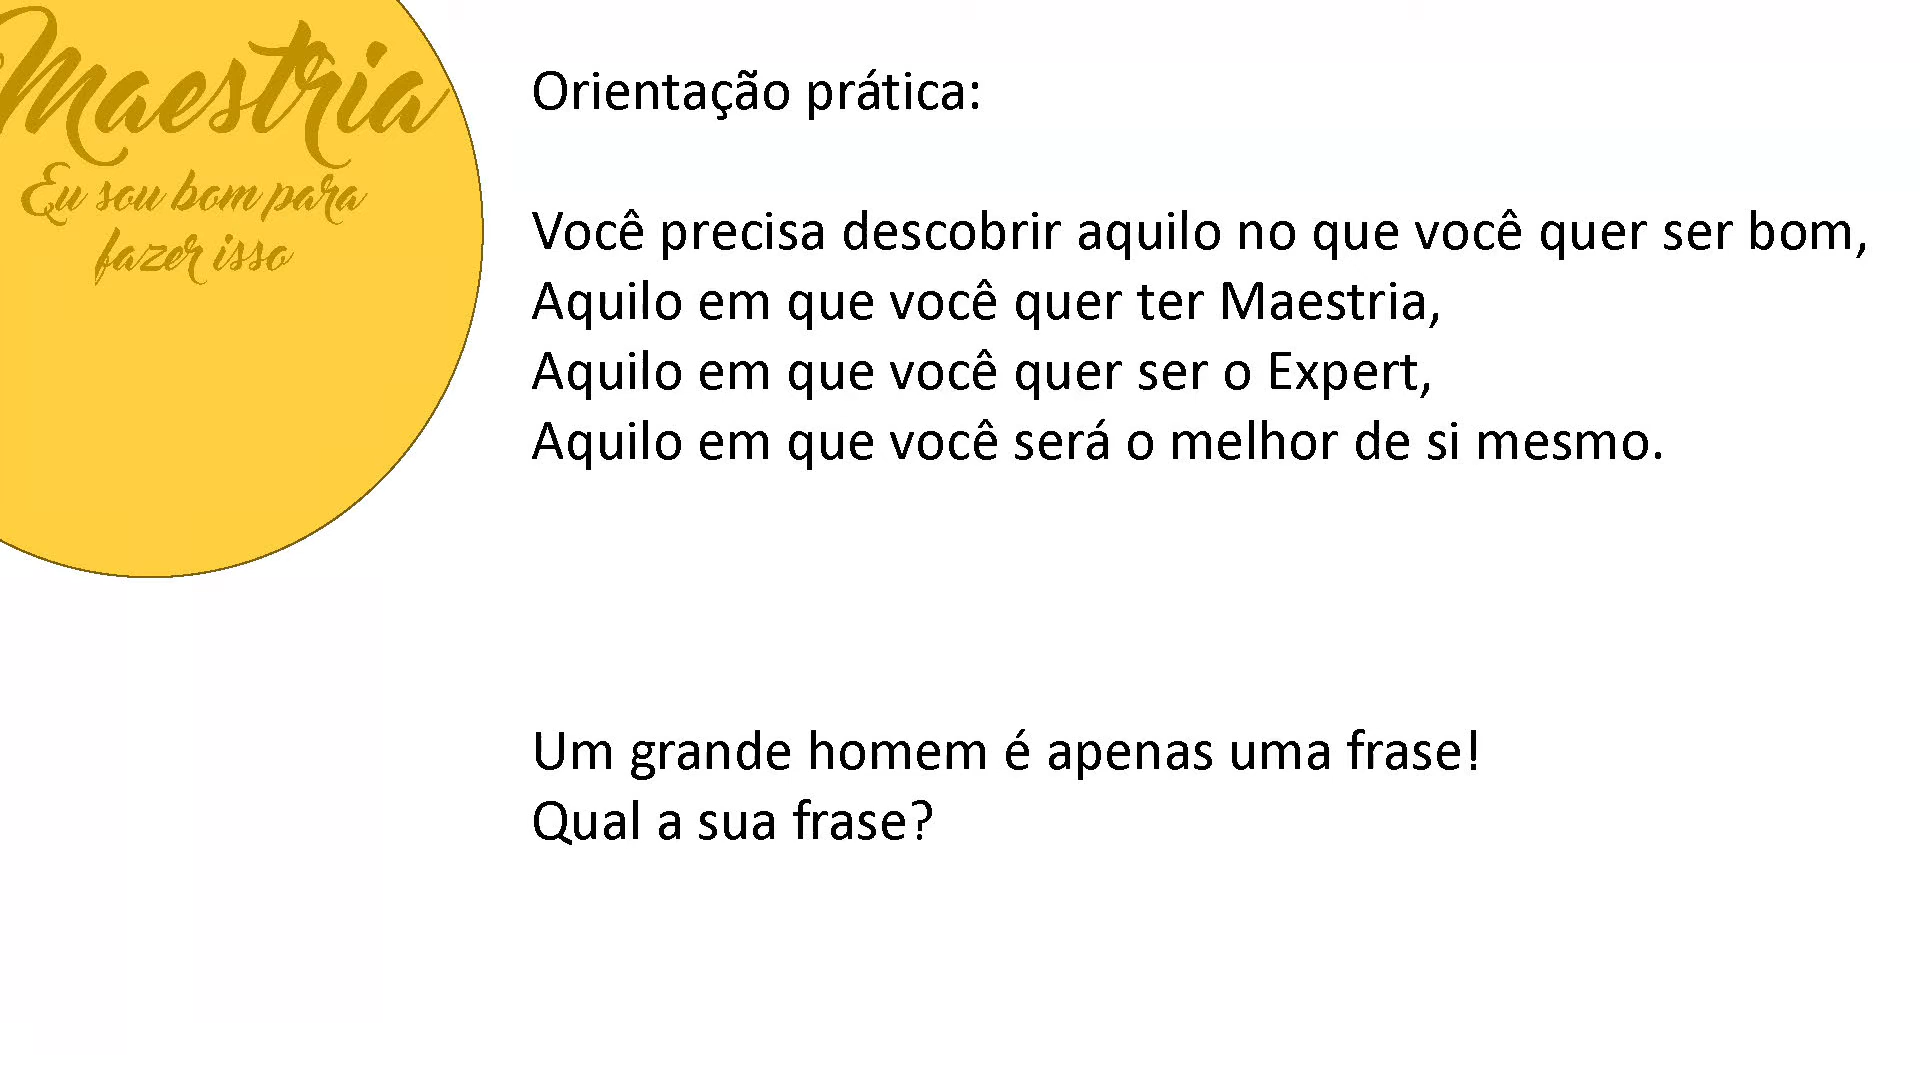 Maestria
Eu sou bom para
fazer isso
Orientação prática:
Você precisa descobrir aquilo no que você quer ser bom,
Aquilo em que você quer ter Maestria,
Aquilo em que você quer ser o Expert,
Aquilo em que você será o melhor de si mesmo.
Um grande homem é apenas uma frase!
Qual a sua frase?